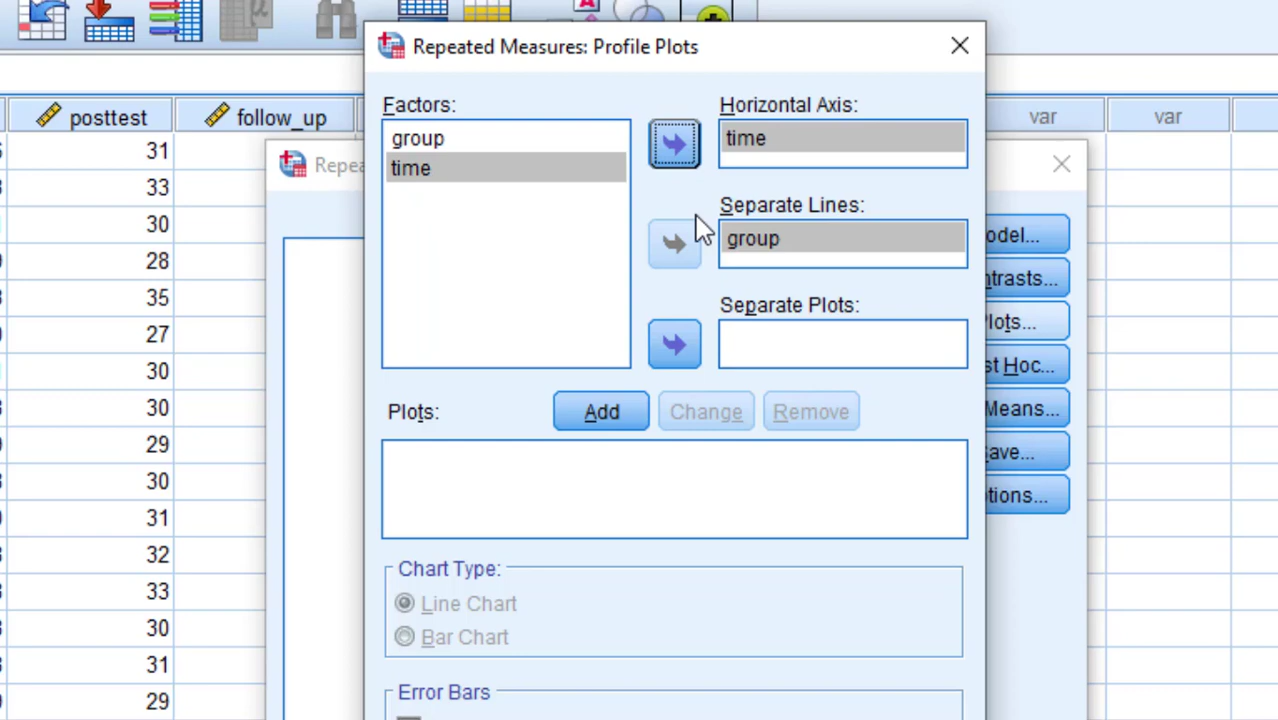 Repeated Measures: Profile Plots
Factors:
group
time
Horizontal Axis:
time
Separate Lines:
group
Separate Plots:
Plots:
Add
Change
Remove
Chart Type:
Line Chart
Bar Chart
Error Bars
posttest
follow_up
var
var
31
33
30
28
35
27
30
30
29
30
31
32
33
30
31
29
Repea
odel...
ntrasts...
lots...
st Hoc...
Means...
ave...
tions...